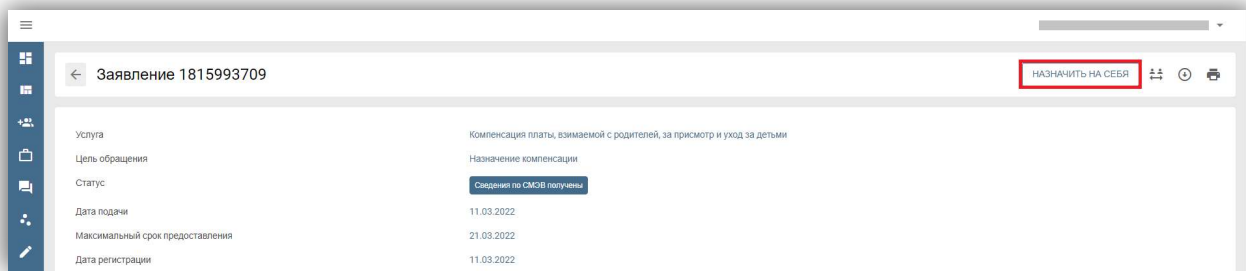 Заявление 1815993709
НАЗНАЧИТЬ НА СЕБЯ
Услуга
Компенсация платы, взимаемой с родителей, за присмотр и уход за детьми
Цель обращения
Назначение компенсации
Статус
Сведения по СМЭВ получены
Дата подачи
11.03.2022
Максимальный срок предоставления
21.03.2022
Дата регистрации
11.03.2022